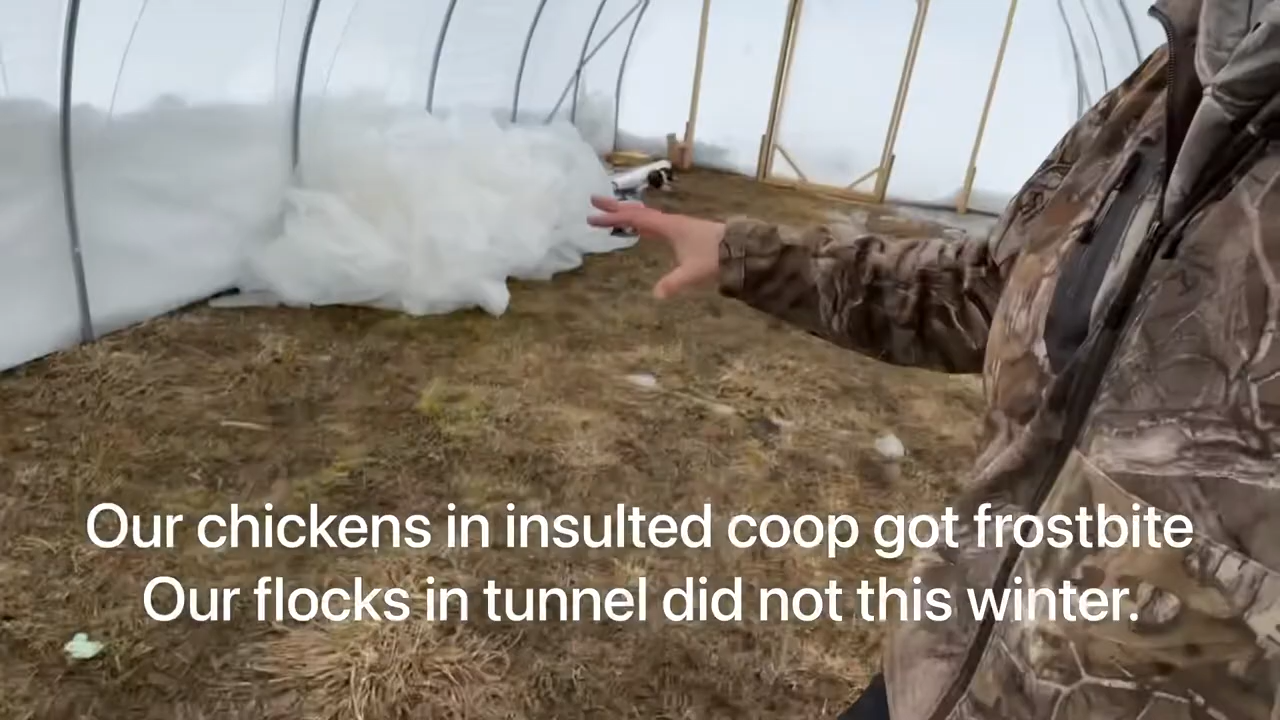 Our chickens in insulted coop got frostbite
Our flocks in tunnel did not this winter.